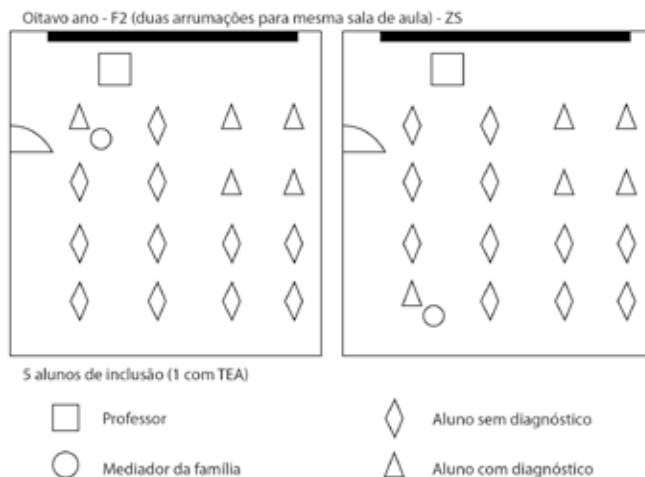 Oitavo ano - F2 (duas arrumações para mesma sala de aula) - ZS
5 alunos de inclusão (1 com TEA)
Professor
Aluno sem diagnóstico
Mediador da família
Aluno com diagnóstico